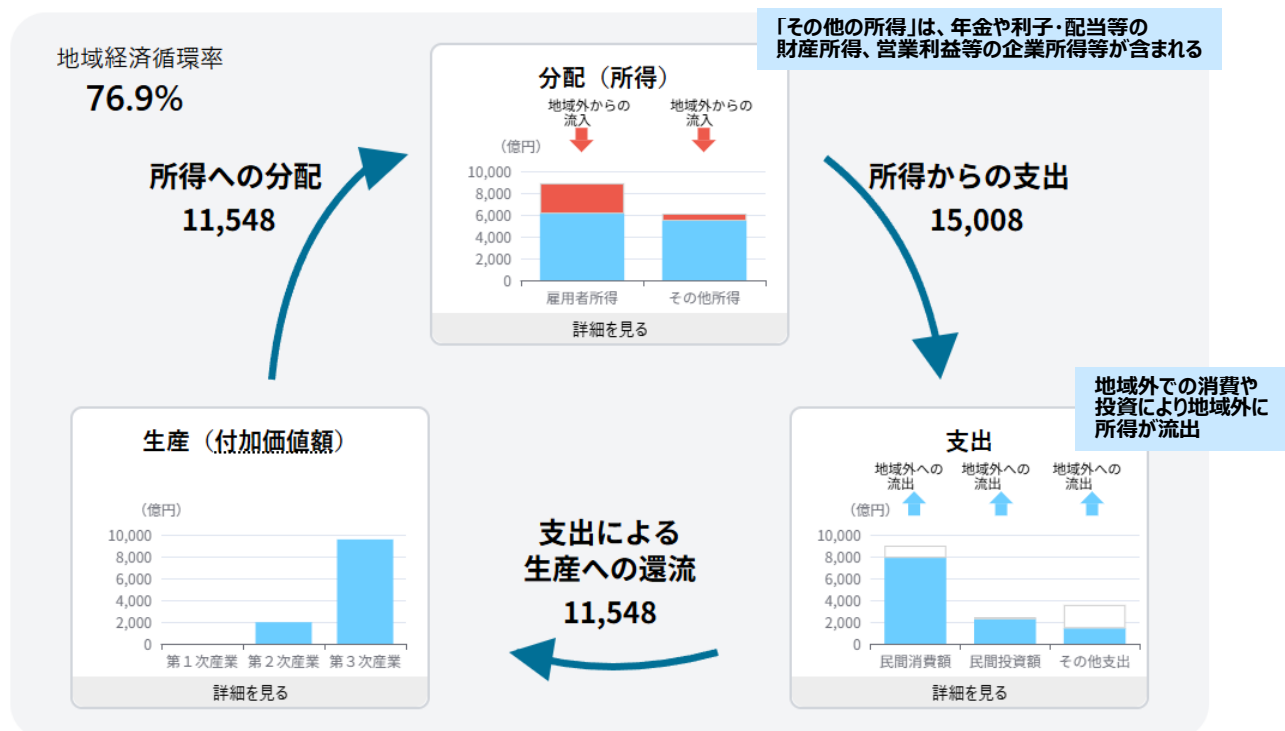 「その他の所得」は、年金や利子・配当等の
財産所得、営業利益等の企業所得等が含まれる
地域経済循環率
76.9%
分配（所得）
地域外からの
流入
地域外からの
流入
（億円）
10,000
8,000
6,000
4,000
2,000
0
雇用者所得
その他所得
詳細を見る
所得への分配
11,548
所得からの支出
15,008
地域外での消費や
投資により地域外に
所得が流出
生産（付加価値額）
（億円）
10,000
8,000
6,000
4,000
2,000
0
第１次産業
第２次産業
第３次産業
詳細を見る
支出による
生産への還流
11,548
支出
地域外への
流出
地域外への
流出
地域外への
流出
（億円）
10,000
8,000
6,000
4,000
2,000
0
民間消費額
民間投資額
その他支出
詳細を見る